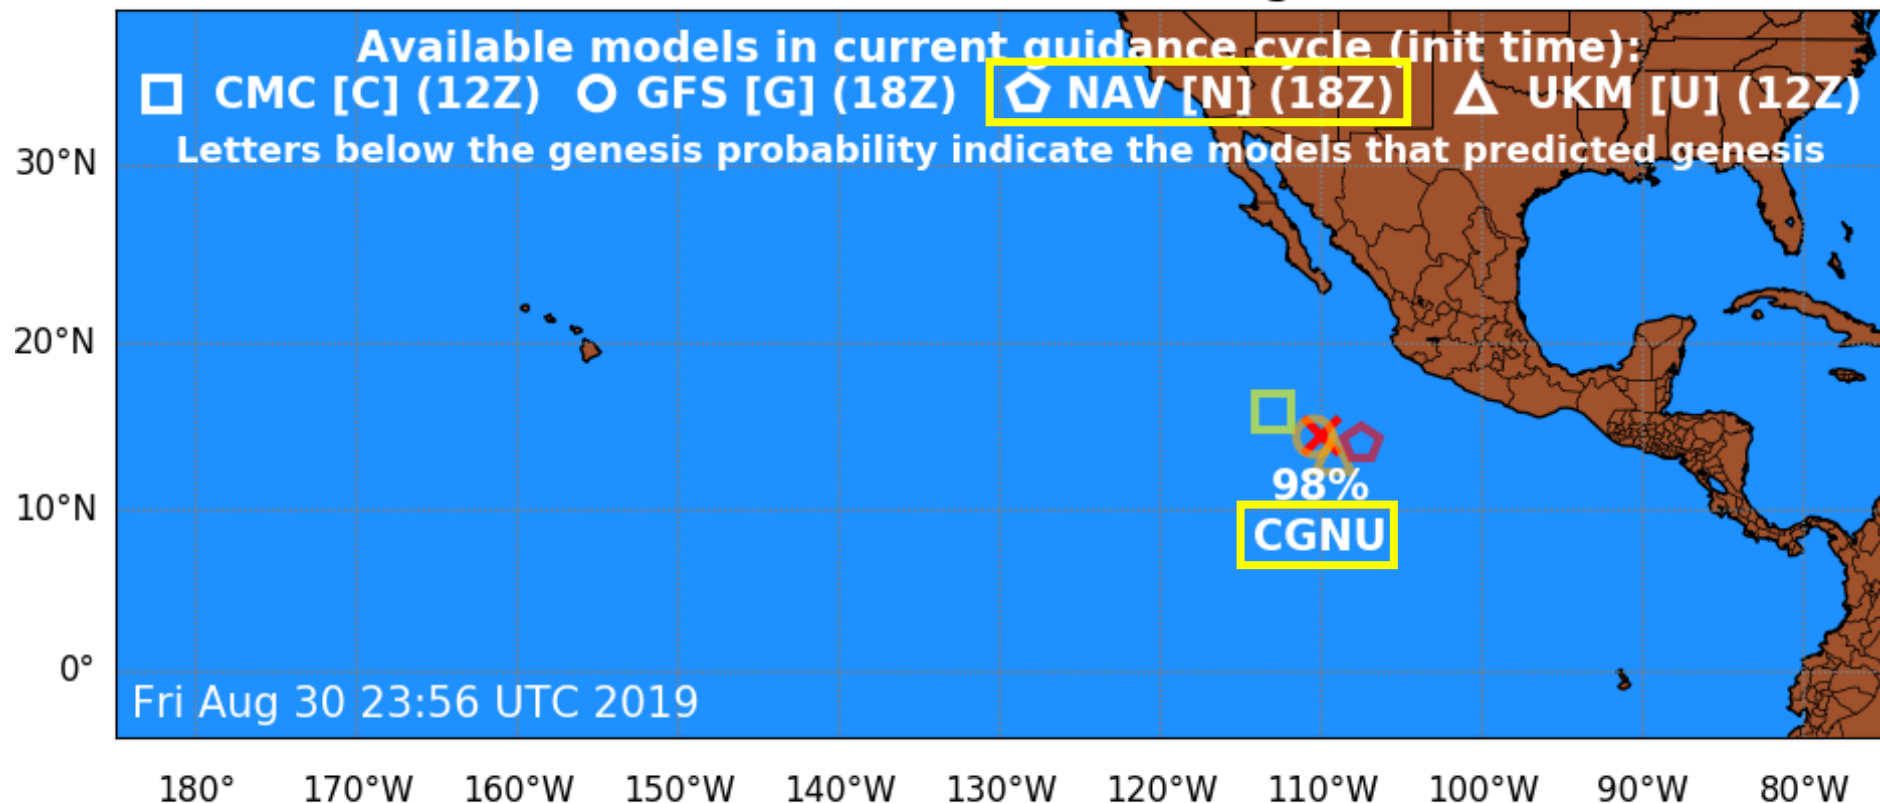 Available models in current guidance cycle (init time):
CMC [C] (12Z) GFS [G] (18Z) NAV [N] (18Z) UKM [U] (12Z)
Letters below the genesis probability indicate the models that predicted genesis
30°N
20°N
98%
10°N
CGNU
0°
Fri Aug 30 23:56 UTC 2019
180° 170°W 160°W 150°W 140°W 130°W 120°W 110°W 100°W 90°W 80°W